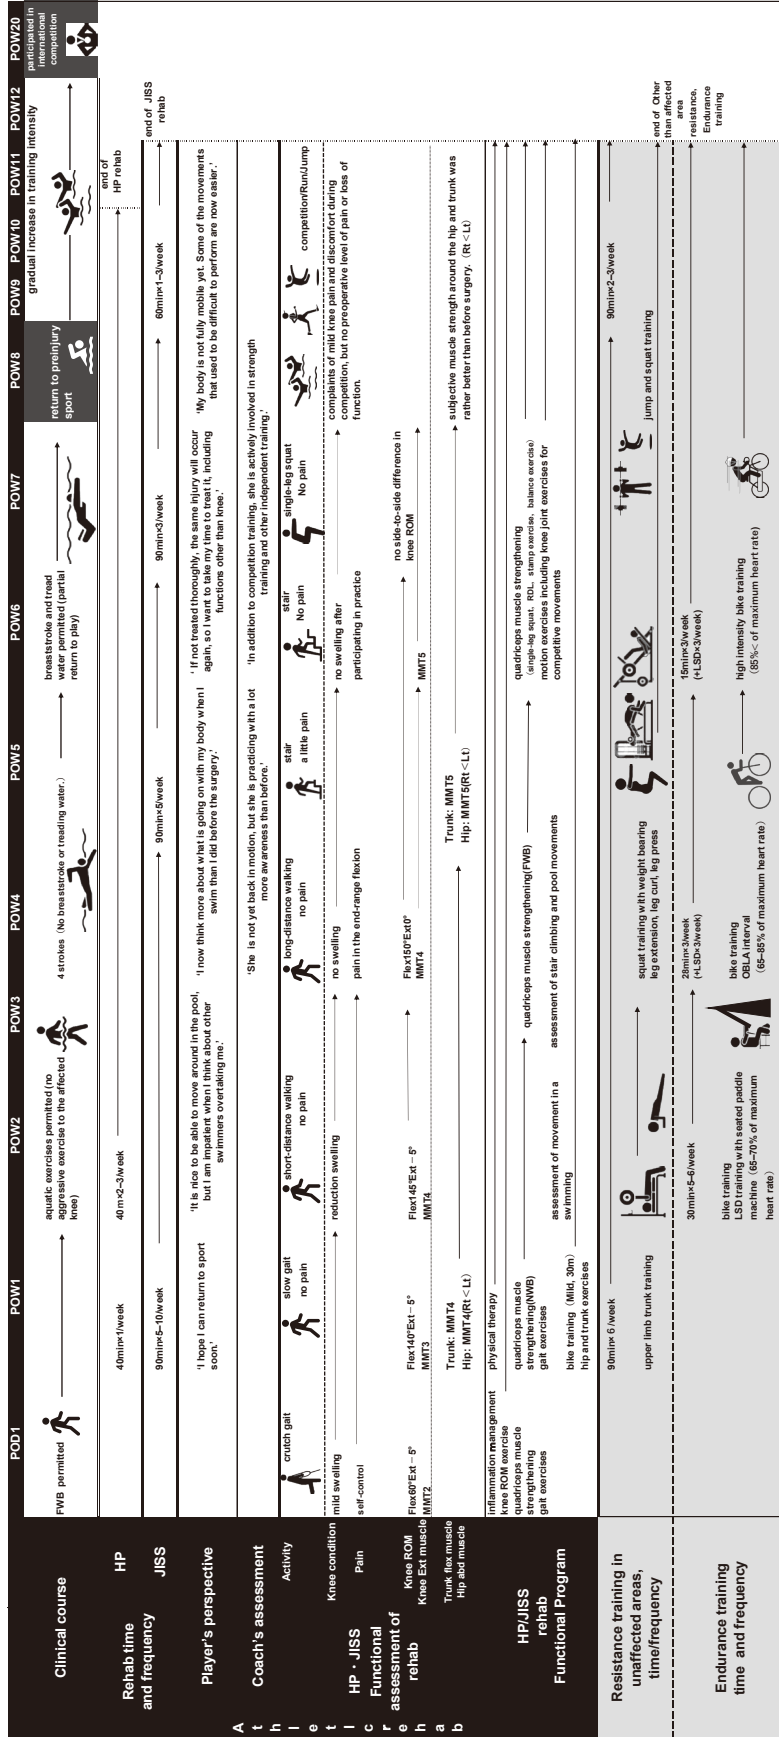 POD1
POW1
POW2
POW3
POW4
POW5
POW6
POW7
POW8
POW9
POW10
POW11
POW12
POW20
Clinical course
FWB permitted
aquatic exercises permitted (no
aggressive exercise to the affected
knee)
4 strokes (No breaststroke or treading water.)
breaststroke and tread
water permitted (partial
return to play)
return to preinjury
sport
gradual increase in training intensity
participated in
international
competition
Rehab time
and frequency
HP
40min×1/week
40m×2–3/week
end of
HP rehab
JISS
90min×5–10/week
90min×5/week
90min×3/week
60min×1–3/week
end of JISS
rehab
Player's perspective
'I hope I can return to sport
soon.'
'It is nice to be able to move around in the pool,
but I am impatient when I think about other
swimmers overtaking me.'
'I now think more about what is going on with my body when I
swim than I did before the surgery.'
' If not treated thoroughly, the same injury will occur
again, so I want to take my time to treat it, including
functions other than knee.'
'My body is not fully mobile yet. Some of the movements
that used to be difficult to perform are now easier.'
Coach's assessment
'She is not yet back in motion, but she is practicing with a lot
more awareness than before.'
'In addition to competition training, she is actively involved in strength
training and other independent training.'
Athletic rehab
HP・JISS
Functional
assessment of
rehab
Activity
crutch gait
slow gait
no pain
short-distance walking
no pain
long-distance walking
no pain
stair
a little pain
stair
No pain
single-leg squat
No pain
competition/Run/Jump
Knee condition
mild swelling
reduction swelling
no swelling
no swelling after
participating in practice
complaints of mild knee pain and discomfort during
competition, but no preoperative level of pain or loss of
function.
Pain
self-control
pain in the end-range flexion
Knee ROM
Knee Ext muscle
Flex60°Ext－5°
MMT2
Flex140°Ext－5°
MMT3
Flex145°Ext－5°
MMT4
Flex150°Ext0°
MMT4
MMT5
no side-to-side difference in
knee ROM
Trunk flex muscle
Hip abd muscle
Trunk: MMT4
Hip: MMT4(Rt＜Lt)
Trunk: MMT5
Hip: MMT5(Rt＜Lt)
subjective muscle strength around the hip and trunk was
rather better than before surgery. (Rt＜Lt)
HP/JISS
rehab
Functional Program
inflammation management
knee ROM exercise
quadriceps muscle
strengthening
gait exercises
physical therapy
quadriceps muscle
strengthening(NWB)
gait exercises
bike training (Mild, 30m)
hip and trunk exercises
assessment of movement in a
swimming
quadriceps muscle strengthening(FWB)
assessment of stair climbing and pool movements
quadriceps muscle strengthening
(single-leg squat, RDL, stamp exercise, balance exercise)
motion exercises including knee joint exercises for
competitive movements
Resistance training in
unaffected areas,
time/frequency
90min×6 /week
90min×2–3/week
upper limb trunk training
squat training with weight bearing
leg extension, leg curl, leg press
jump and squat training
end of Other
than affected
area
resistance,
Endurance
training
Endurance training
time and frequency
30min×5–6/week
28min×3/week
(+LSD×3/week)
15min×3/week
(+LSD×3/week)
bike training
LSD training with seated paddle
machine (65–70% of maximum
heart rate)
bike training
OBLA interval
(65–85% of maximum heart rate)
high intensity bike training
(85%< of maximum heart rate)